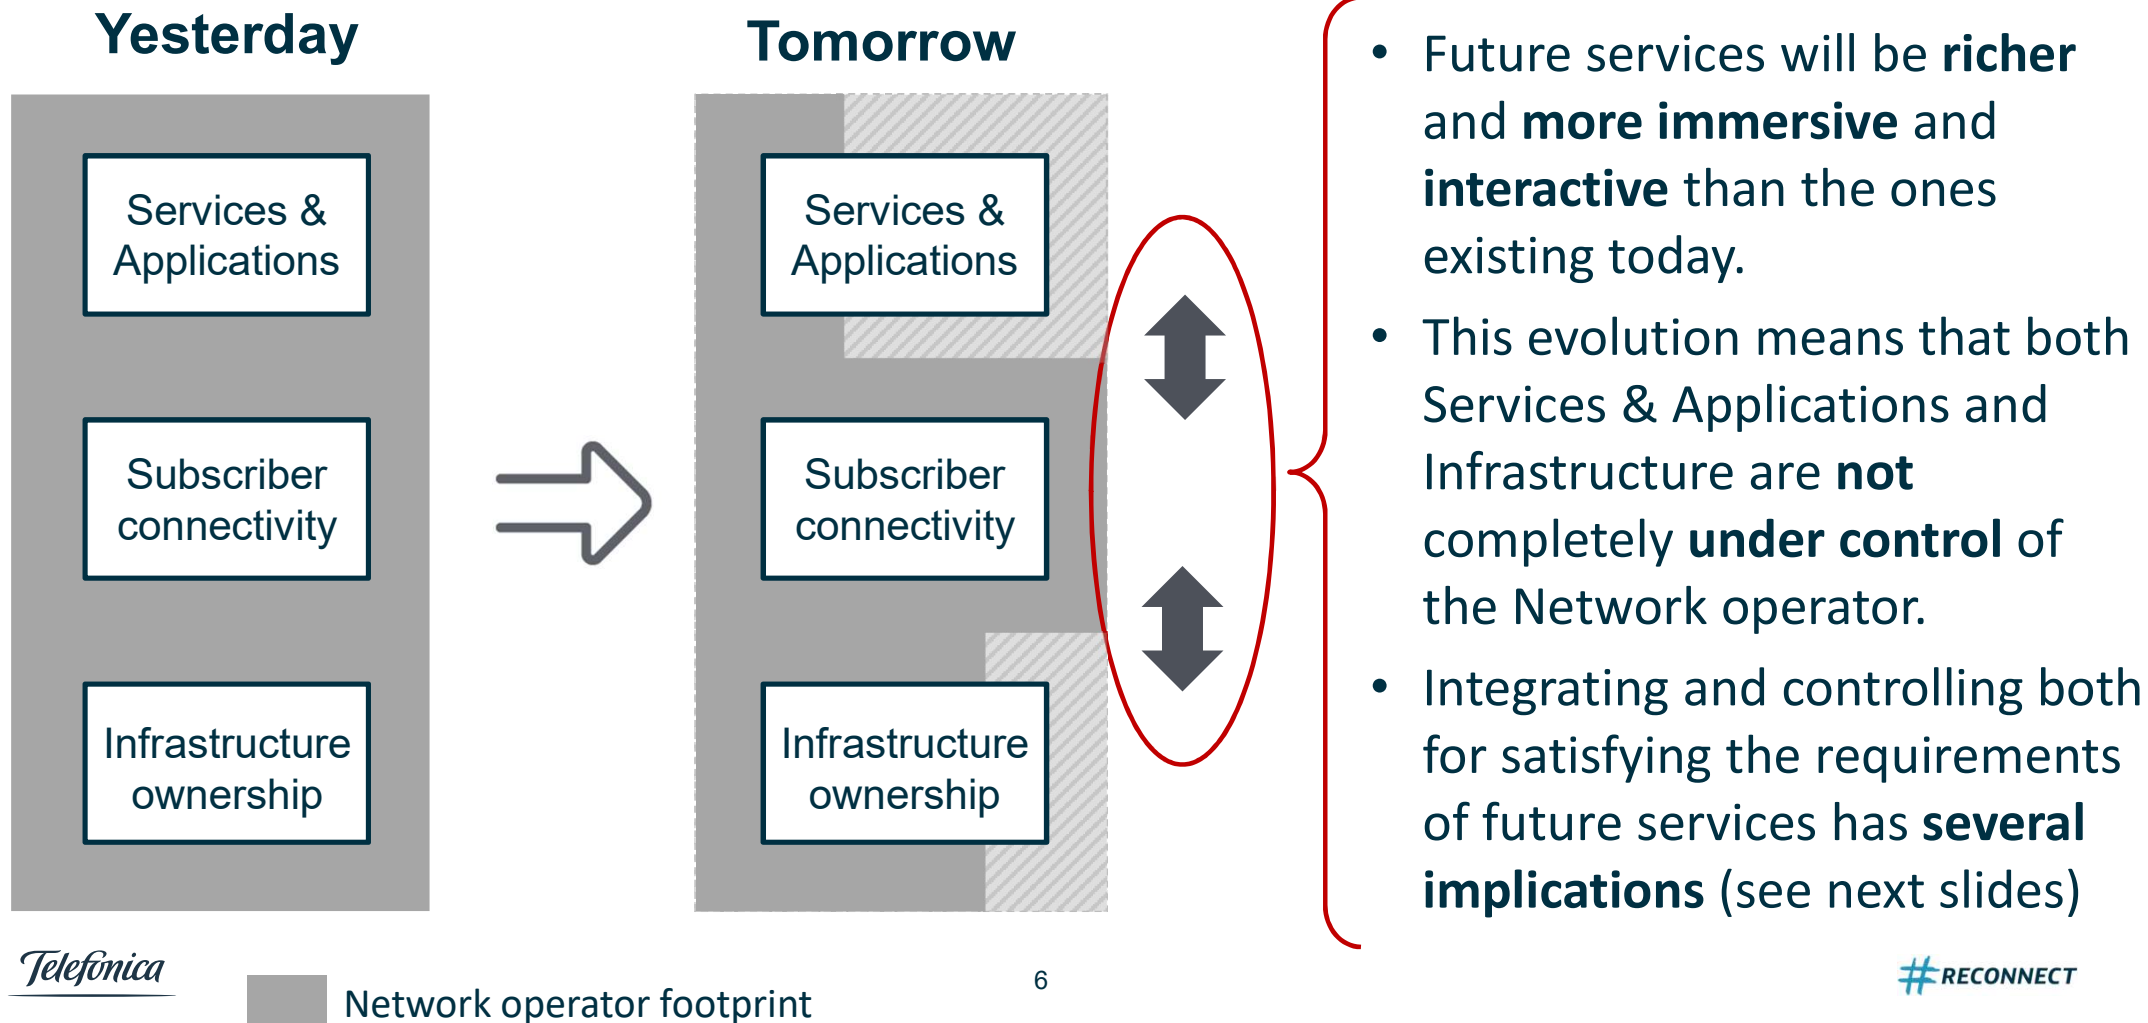 Yesterday
Services &
Applications
Subscriber
connectivity
Infrastructure
ownership
Tomorrow
Services &
Applications
Subscriber
connectivity
Infrastructure
ownership
• Future services will be richer
and more immersive and
interactive than the ones
existing today.
• This evolution means that both
Services & Applications and
Infrastructure are not
completely under control of
the Network operator.
• Integrating and controlling both
for satisfying the requirements
of future services has several
implications (see next slides)
Telefónica
Network operator footprint
6
#RECONNECT